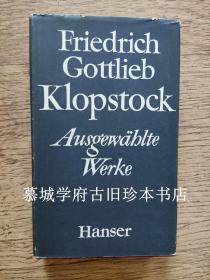 Friedrich
Gottlieb
Klopstock
Ausgewählte
Werke
慕城学府古旧珍本书店
Hanser